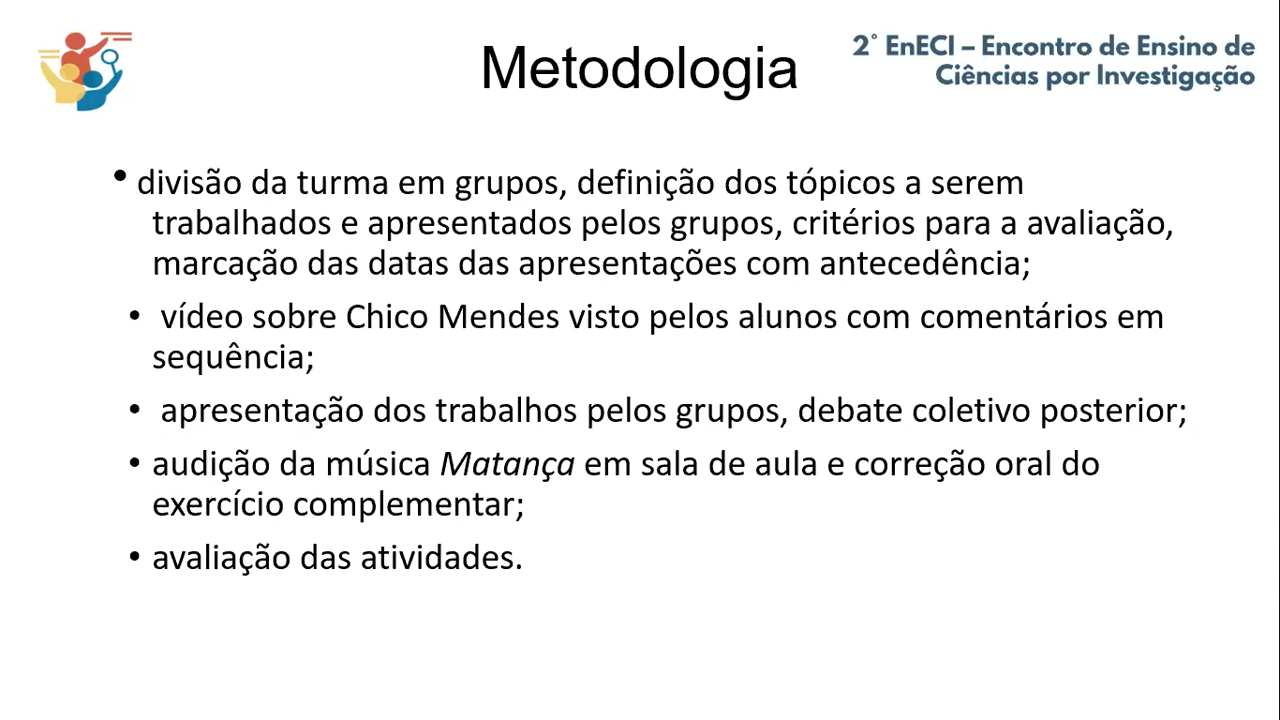 Metodologia
2° EnECI – Encontro de Ensino de
Ciências por Investigação
• divisão da turma em grupos, definição dos tópicos a serem
trabalhados e apresentados pelos grupos, critérios para a avaliação,
marcação das datas das apresentações com antecedência;
• vídeo sobre Chico Mendes visto pelos alunos com comentários em
sequência;
• apresentação dos trabalhos pelos grupos, debate coletivo posterior;
• audição da música Matança em sala de aula e correção oral do
exercício complementar;
• avaliação das atividades.